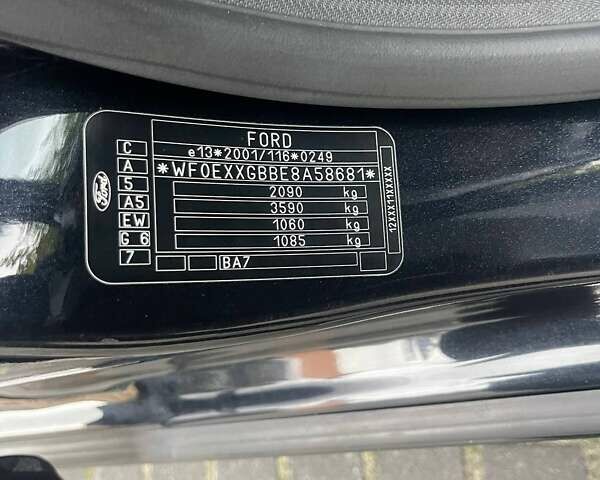 FORD
e13*2001/116*0249
*WF0EXXGBBE8A58681*
2090 kg
3590 kg
1060 kg
1085 kg
BA7
C
A
5
A5
EW
G 6
7
Ford
12XXX11XXXXX